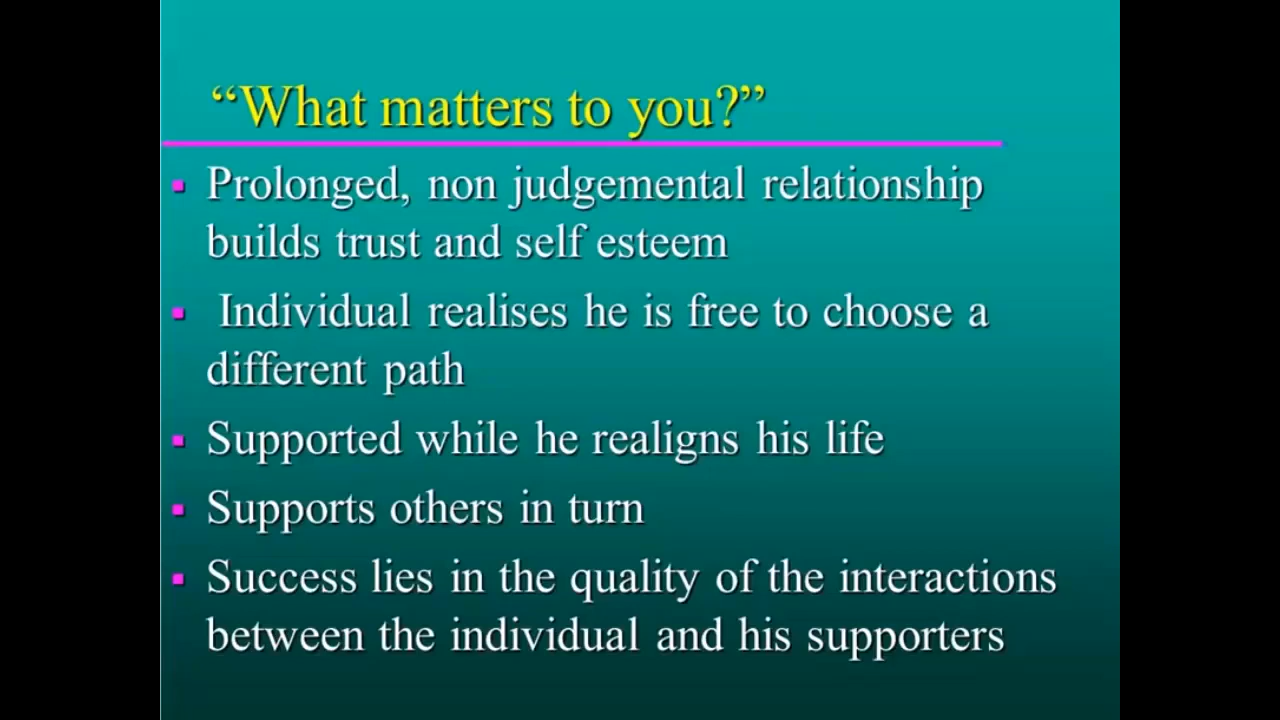 “What matters to you?”
▪ Prolonged, non judgemental relationship
builds trust and self esteem
▪ Individual realises he is free to choose a
different path
▪ Supported while he realigns his life
▪ Supports others in turn
▪ Success lies in the quality of the interactions
between the individual and his supporters